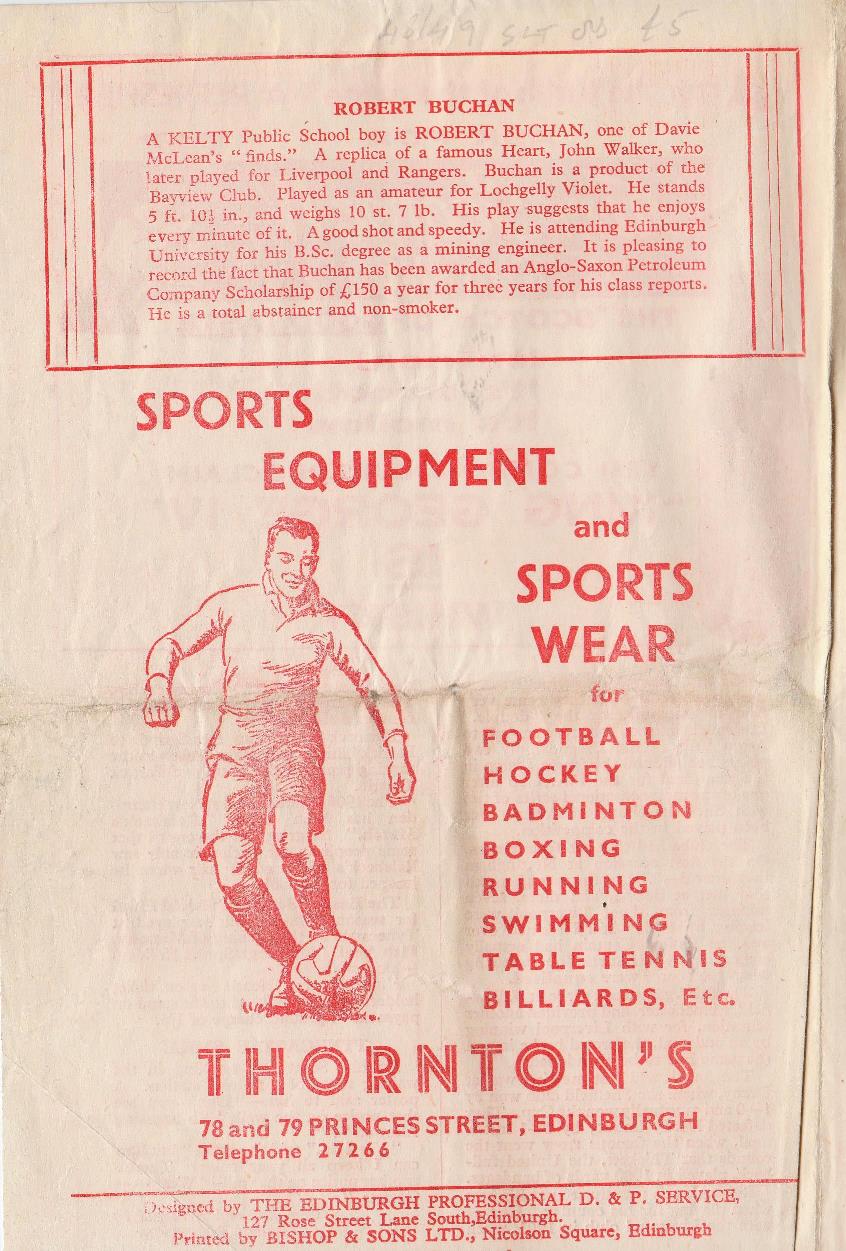 48/49 £5
ROBERT BUCHAN
A KELTY Public School boy is ROBERT BUCHAN, one of Davie
McLean's “ finds.” A replica of a famous Heart, John Walker, who
later played for Liverpool and Rangers. Buchan is a product of the
Bayview Club. Played as an amateur for Lochgelly Violet. He stands
5 ft. 10½ in., and weighs 10 st. 7 lb. His play suggests that he enjoys
every minute of it. A good shot and speedy. He is attending Edinburgh
University for his B.Sc. degree as a mining engineer. It is pleasing to
record the fact that Buchan has been awarded an Anglo-Saxon Petroleum
Company Scholarship of £150 a year for three years for his class reports.
He is a total abstainer and non-smoker.
SPORTS
EQUIPMENT
and
SPORTS
WEAR
for
FOOTBALL
HOCKEY
BADMINTON
BOXING
RUNNING
SWIMMING
TABLE TENNIS
BILLIARDS, Etc.
THORNTON'S
78 and 79 PRINCES STREET, EDINBURGH
Telephone 27266
Designed by THE EDINBURGH PROFESSIONAL D. & P. SERVICE,
127 Rose Street Lane South,Edinburgh.
Printed by BISHOP & SONS LTD., Nicolson Square, Edinburgh